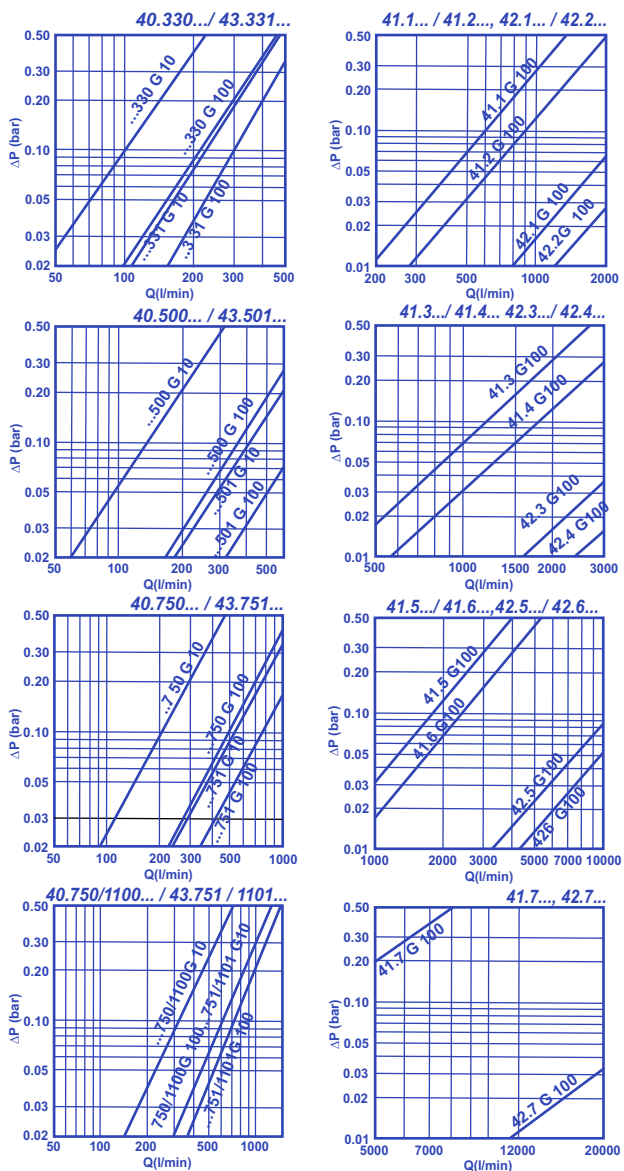 40.330... / 43.331...
ΔP (bar)
0.50
0.30
0.20
0.10
0.05
0.03
0.02
...330 G 10
...330 G 100
...331 G 10
...3 31 G 100
50
100
200
300
500
Q(l/min)
41.1... / 41.2..., 42.1... / 42.2...
ΔP (bar)
0.50
0.30
0.20
0.10
0.05
0.03
0.02
0.01
41.1 G 100
41.2 G 100
42.1 G 100
42.2G 100
200
300
500
1000
2000
Q(l/min)
40.500... / 43.501...
ΔP (bar)
0.50
0.30
0.20
0.10
0.05
0.03
0.02
...500 G 10
...500 G 100
...501 G 10
...501 G 100
50
100
200
300
500
Q(l/min)
41.3.../ 41.4... 42.3.../ 42.4...
ΔP (bar)
0.50
0.30
0.20
0.10
0.05
0.03
0.02
0.01
41.3 G100
41.4 G100
42.3 G100
42.4 G100
500
1000
1500
2000
3000
Q(l/min)
40.750... / 43.751...
ΔP (bar)
0.50
0.30
0.20
0.10
0.05
0.03
0.02
...7 50 G 10
...750 G 100
...751 G 10
...751 G 100
50
100
200
300
500
1000
Q(l/min)
41.5.../ 41.6...,42.5.../ 42.6...
ΔP (bar)
0.50
0.30
0.20
0.10
0.05
0.03
0.02
0.01
41.5 G100
41.6 G100
42.5 G100
426 G100
1000
2000
3000
5000
7000
10000
Q(l/min)
40.750/1100... / 43.751 / 1101...
ΔP (bar)
0.50
0.30
0.20
0.10
0.05
0.03
0.02
...750/1100G 10
750/1100G 100
...751/1101 G10
...751/1101G 100
50
100
200
500
1000
Q(l/min)
41.7..., 42.7...
ΔP (bar)
0.50
0.30
0.20
0.10
0.05
0.03
0.02
0.01
41.7 G 100
42.7 G 100
5000
7000
12000
20000
Q(l/min)